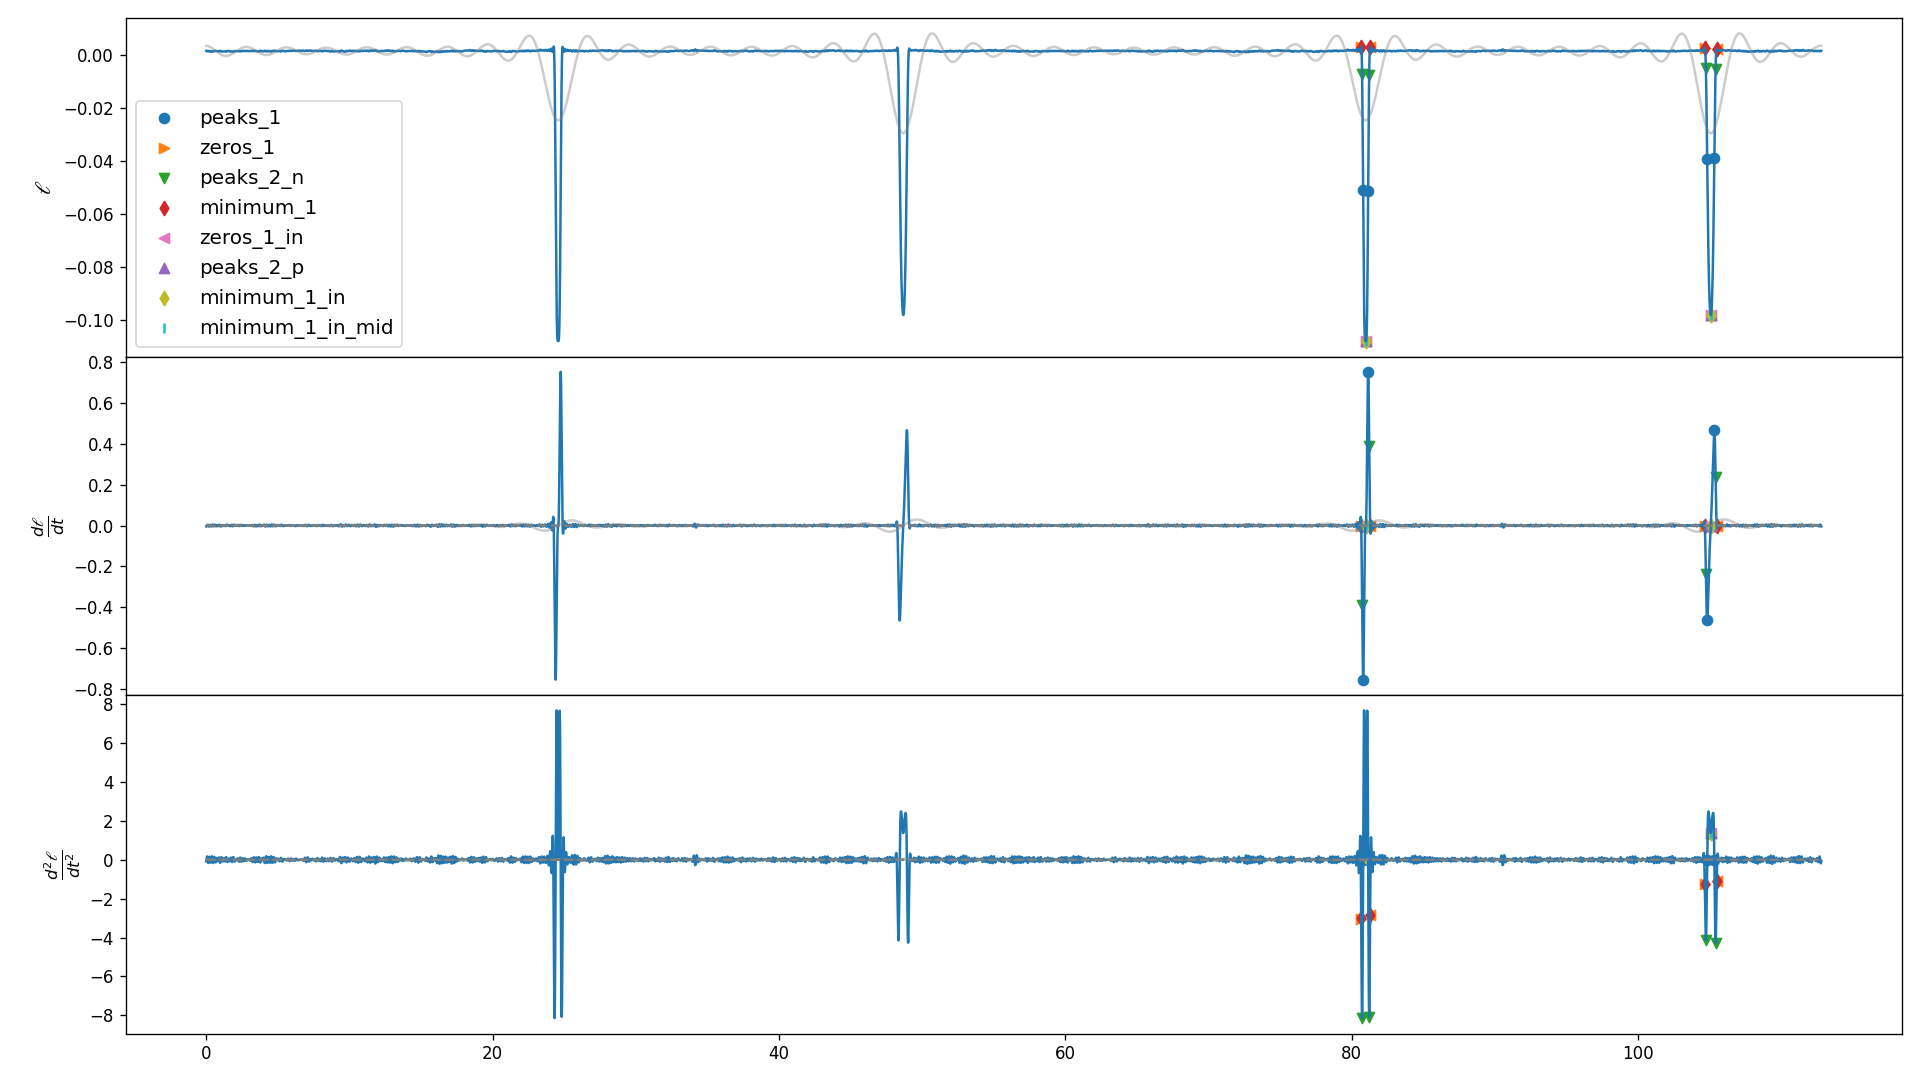 0.00
−0.02
−0.04
−0.06
−0.08
−0.10
ℓ
peaks_1
zeros_1
peaks_2_n
minimum_1
zeros_1_in
peaks_2_p
minimum_1_in
minimum_1_in_mid
0.8
0.6
0.4
0.2
0.0
−0.2
−0.4
−0.6
−0.8
dℓ
dt
8
6
4
2
0
−2
−4
−6
−8
d²ℓ
dt²
0 20 40 60 80 100